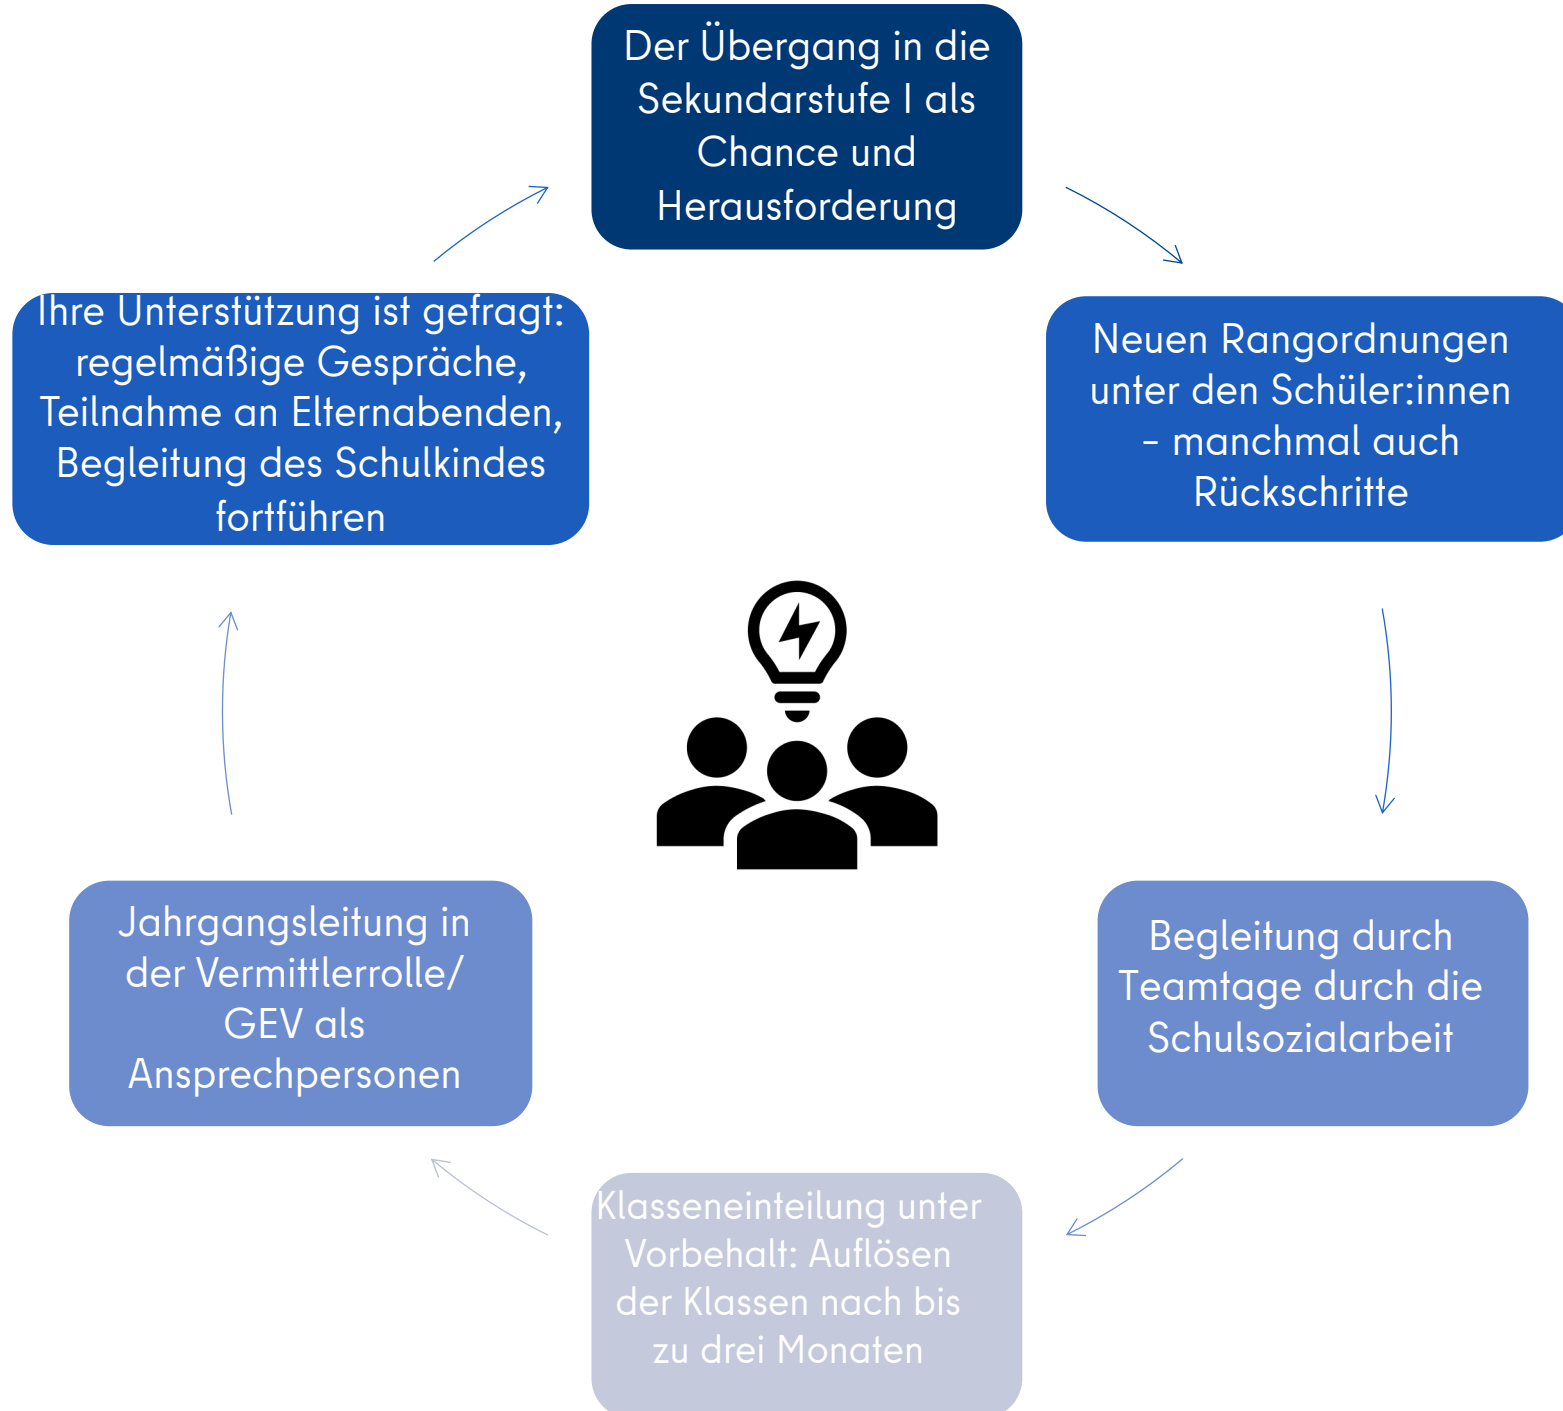 Der Übergang in die
Sekundarstufe I als
Chance und
Herausforderung
Neuen Rangordnungen
unter den Schüler:innen
– manchmal auch
Rückschritte
Begleitung durch
Teamtage durch die
Schulsozialarbeit
Klasseneinteilung unter
Vorbehalt: Auflösen
der Klassen nach bis
zu drei Monaten
Jahrgangsleitung in
der Vermittlerrolle/
GEV als
Ansprechpersonen
Ihre Unterstützung ist gefragt:
regelmäßige Gespräche,
Teilnahme an Elternabenden,
Begleitung des Schulkindes
fortführen